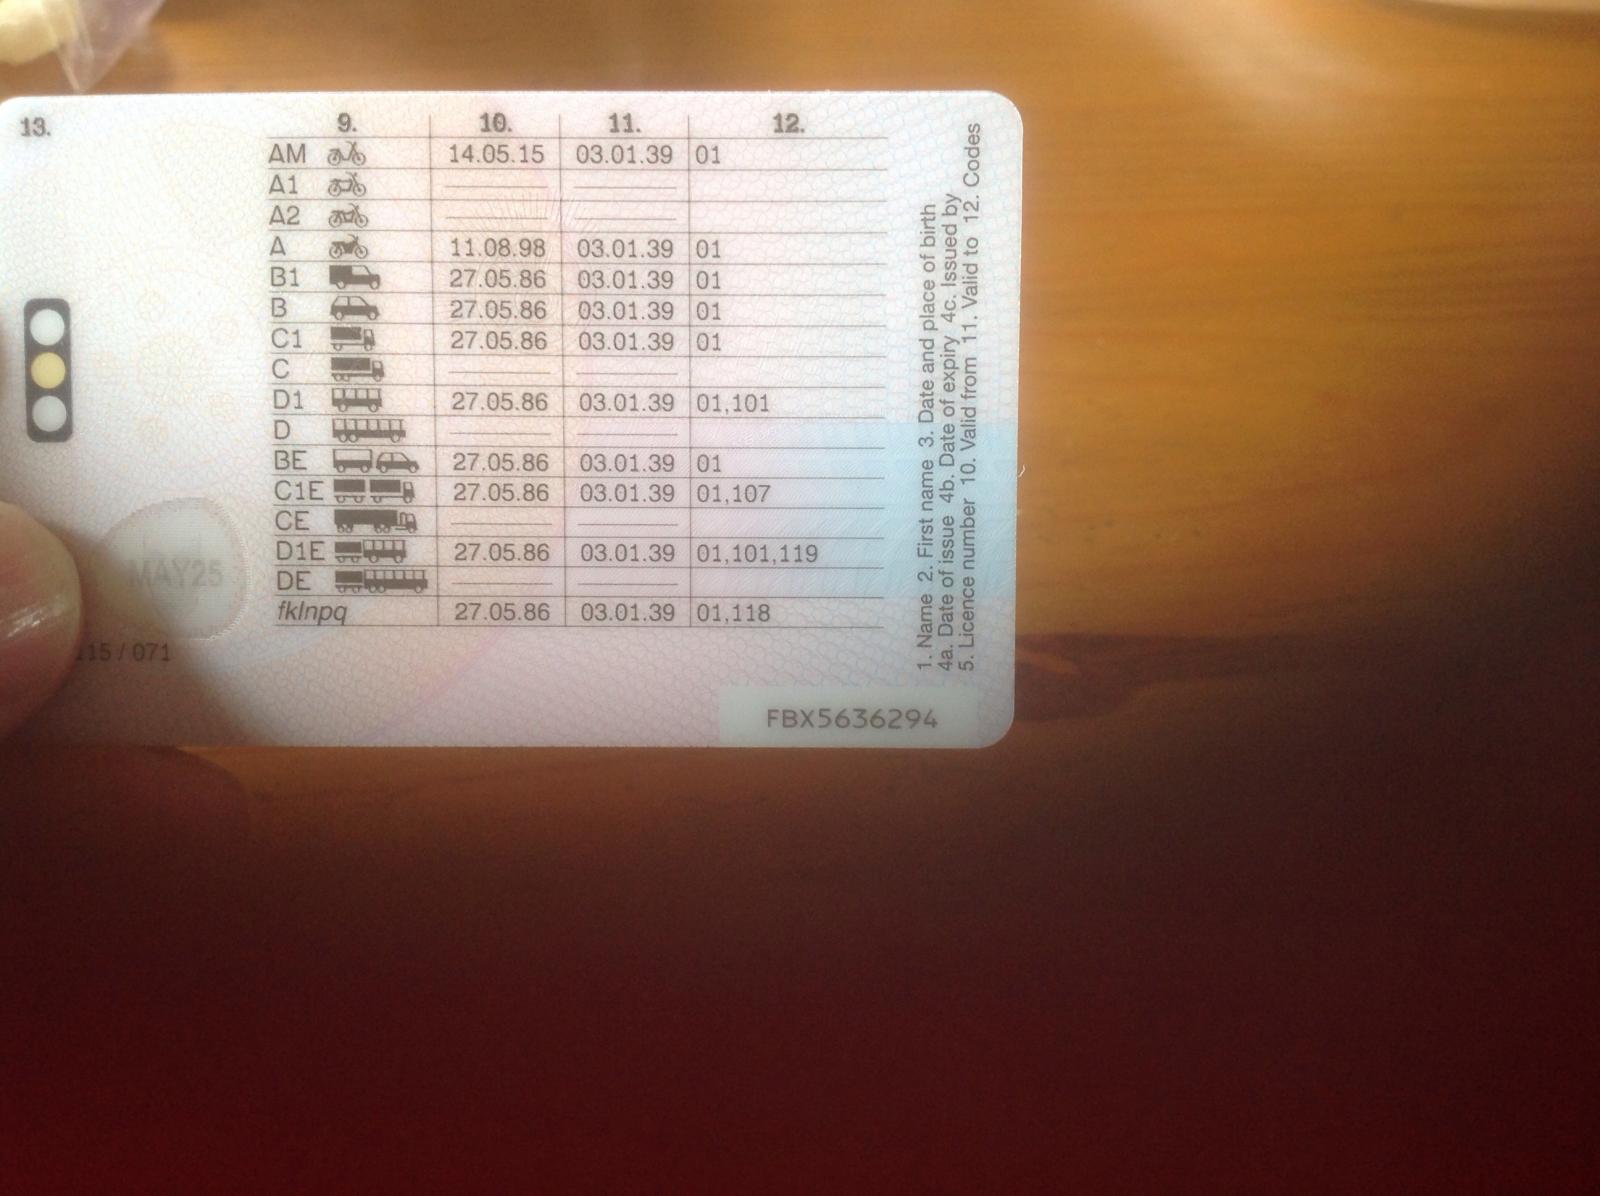 13. 9. 10. 11. 12.
AM 14.05.15 03.01.39 01
A1
A2
A 11.08.98 03.01.39 01
B1 27.05.86 03.01.39 01
B 27.05.86 03.01.39 01
C1 27.05.86 03.01.39 01
C
D1 27.05.86 03.01.39 01,101
D
BE 27.05.86 03.01.39 01
C1E 27.05.86 03.01.39 01,107
CE
D1E 27.05.86 03.01.39 01,101,119
DE
fklnpq 27.05.86 03.01.39 01,118
MAY25
115 / 071
1. Name 2. First name 3. Date and place of birth
4a. Date of issue 4b. Date of expiry 4c. Issued by
5. Licence number 10. Valid from 11. Valid to 12. Codes
FBX5636294